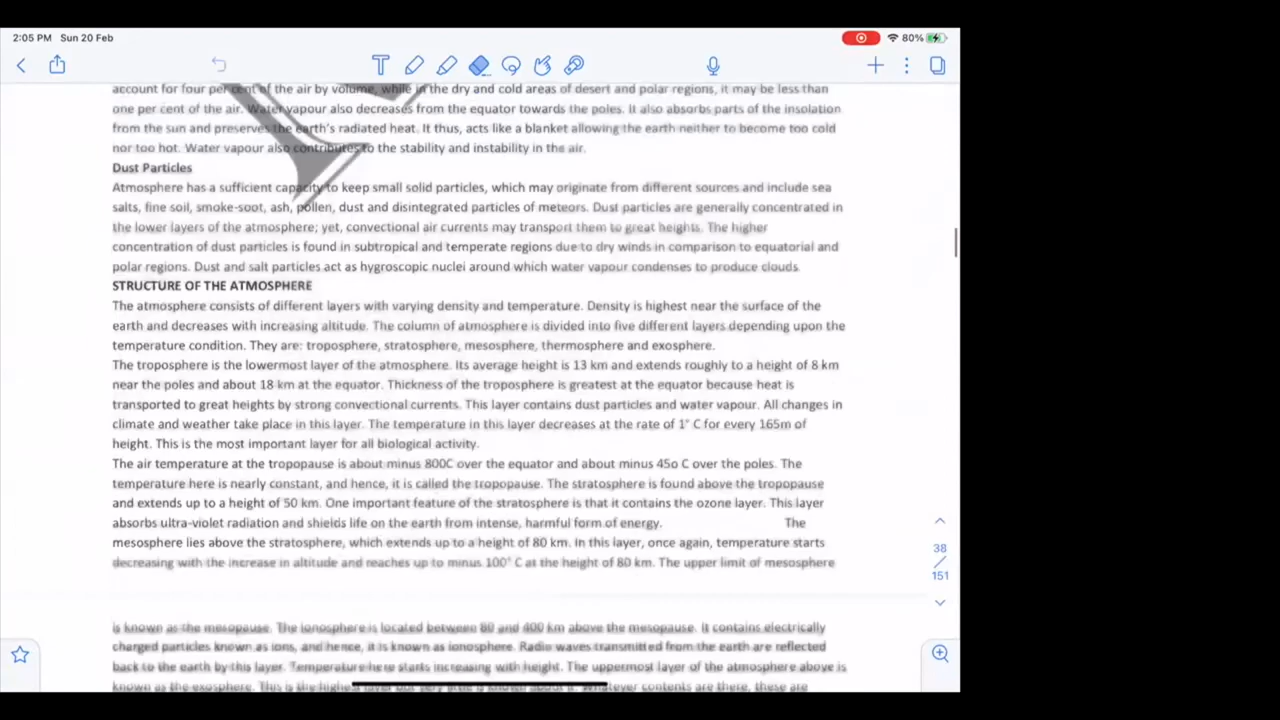 2:05 PM Sun 20 Feb
80%
account for four per cent of the air by volume, while in the dry and cold areas of desert and polar regions, it may be less than
one per cent of the air. Water vapour also decreases from the equator towards the poles. It also absorbs parts of the insolation
from the sun and preserves the earth's radiated heat. It thus, acts like a blanket allowing the earth neither to become too cold
nor too hot. Water vapour also contributes to the stability and instability in the air.
Dust Particles
Atmosphere has a sufficient capacity to keep small solid particles, which may originate from different sources and include sea
salts, fine soil, smoke-soot, ash, pollen, dust and disintegrated particles of meteors. Dust particles are generally concentrated in
the lower layers of the atmosphere; yet, convectional air currents may transport them to great heights. The higher
concentration of dust particles is found in subtropical and temperate regions due to dry winds in comparison to equatorial and
polar regions. Dust and salt particles act as hygroscopic nuclei around which water vapour condenses to produce clouds.
STRUCTURE OF THE ATMOSPHERE
The atmosphere consists of different layers with varying density and temperature. Density is highest near the surface of the
earth and decreases with increasing altitude. The column of atmosphere is divided into five different layers depending upon the
temperature condition. They are: troposphere, stratosphere, mesosphere, thermosphere and exosphere.
The troposphere is the lowermost layer of the atmosphere. Its average height is 13 km and extends roughly to a height of 8 km
near the poles and about 18 km at the equator. Thickness of the troposphere is greatest at the equator because heat is
transported to great heights by strong convectional currents. This layer contains dust particles and water vapour. All changes in
climate and weather take place in this layer. The temperature in this layer decreases at the rate of 1° C for every 165m of
height. This is the most important layer for all biological activity.
The air temperature at the tropopause is about minus 800C over the equator and about minus 45o C over the poles. The
temperature here is nearly constant, and hence, it is called the tropopause. The stratosphere is found above the tropopause
and extends up to a height of 50 km. One important feature of the stratosphere is that it contains the ozone layer. This layer
absorbs ultra-violet radiation and shields life on the earth from intense, harmful form of energy. The
mesosphere lies above the stratosphere, which extends up to a height of 80 km. In this layer, once again, temperature starts
decreasing with the increase in altitude and reaches up to minus 100° C at the height of 80 km. The upper limit of mesosphere
38
/
151
is known as the mesopause. The ionosphere is located between 80 and 400 km above the mesopause. It contains electrically
charged particles known as ions, and hence, it is known as ionosphere. Radio waves transmitted from the earth are reflected
back to the earth by this layer. Temperature here starts increasing with height. The uppermost layer of the atmosphere above is
known as the exosphere. This is the highest layer but very little is known about it. Whatever contents are there, these are